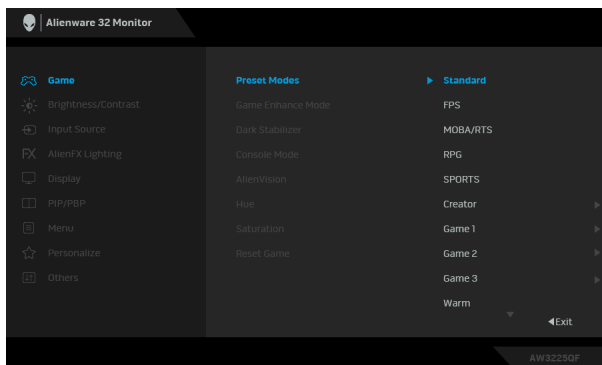 Alienware 32 Monitor
Game Preset Modes Standard
Brightness/Contrast Game Enhance Mode FPS
Input Source Dark Stabilizer MOBA/RTS
AlienFX Lighting Console Mode RPG
Display AlienVision SPORTS
PIP/PBP Hue Creator
Menu Saturation Game 1
Personalize Reset Game Game 2
Others Game 3
Warm
Exit
AW3225QF